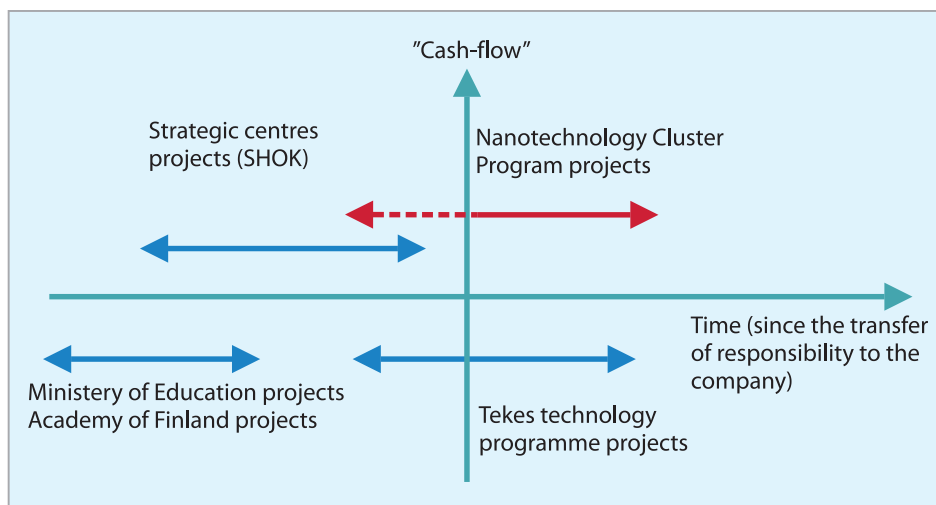 ”Cash-flow”
Strategic centres
projects (SHOK)
Nanotechnology Cluster
Program projects
Time (since the transfer
of responsibility to the
company)
Ministery of Education projects
Academy of Finland projects
Tekes technology
programme projects